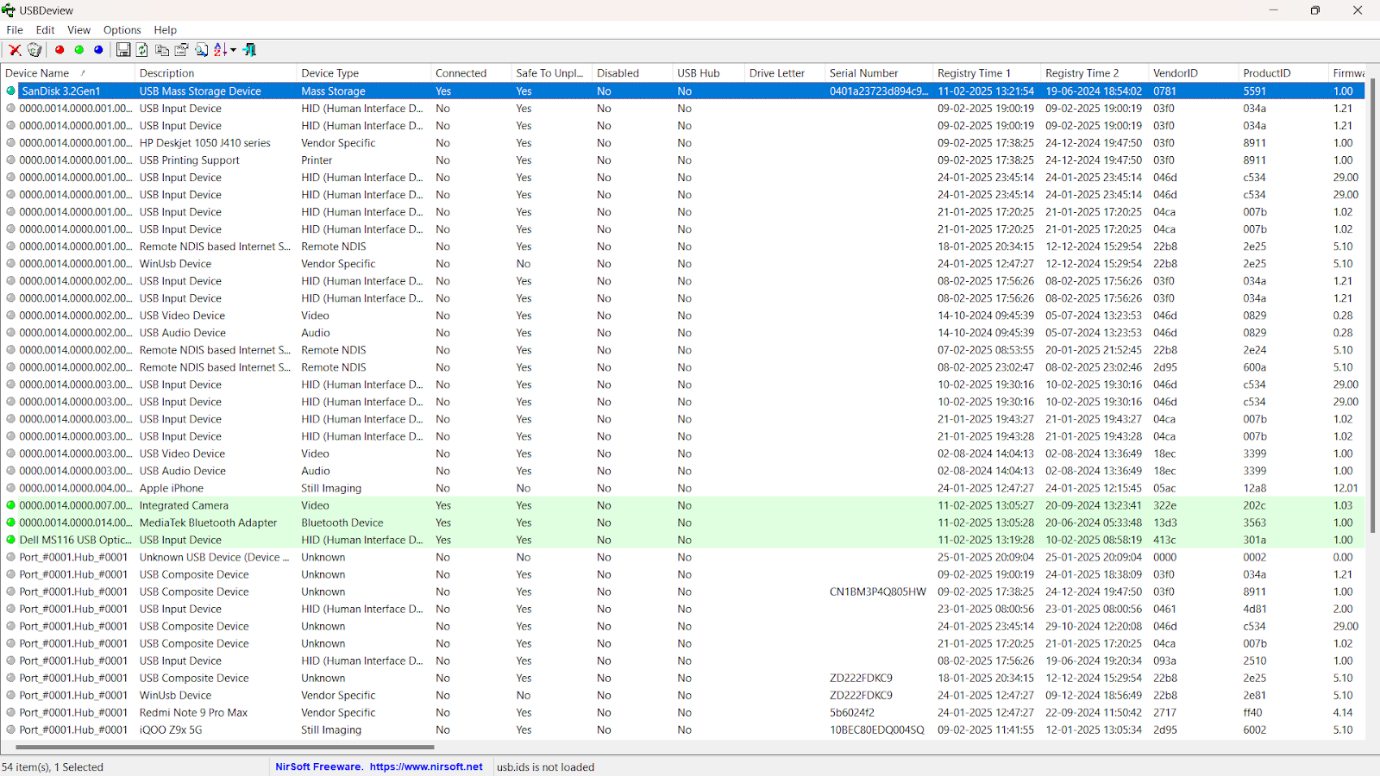 USBDeview
File Edit View Options Help
Device Name / Description Device Type Connected Safe To Unpl... Disabled USB Hub Drive Letter Serial Number Registry Time 1 Registry Time 2 VendorID ProductID Firmwa
SanDisk 3.2Gen1 USB Mass Storage Device Mass Storage Yes Yes No No 0401a23723d894c9... 11-02-2025 13:21:54 19-06-2024 18:54:02 0781 5591 1.00
0000.0014.0000.001.00... USB Input Device HID (Human Interface D... No Yes No No 09-02-2025 19:00:19 09-02-2025 19:00:19 03f0 034a 1.21
0000.0014.0000.001.00... USB Input Device HID (Human Interface D... No Yes No No 09-02-2025 19:00:19 09-02-2025 19:00:19 03f0 034a 1.21
0000.0014.0000.001.00... HP Deskjet 1050 J410 series Vendor Specific No Yes No No 09-02-2025 17:38:25 24-12-2024 19:47:50 03f0 8911 1.00
0000.0014.0000.001.00... USB Printing Support Printer No Yes No No 09-02-2025 17:38:25 24-12-2024 19:47:50 03f0 8911 1.00
0000.0014.0000.001.00... USB Input Device HID (Human Interface D... No Yes No No 24-01-2025 23:45:14 24-01-2025 23:45:14 046d c534 29.00
0000.0014.0000.001.00... USB Input Device HID (Human Interface D... No Yes No No 24-01-2025 23:45:14 24-01-2025 23:45:14 046d c534 29.00
0000.0014.0000.001.00... USB Input Device HID (Human Interface D... No Yes No No 21-01-2025 17:20:25 21-01-2025 17:20:25 04ca 007b 1.02
0000.0014.0000.001.00... USB Input Device HID (Human Interface D... No Yes No No 21-01-2025 17:20:25 21-01-2025 17:20:25 04ca 007b 1.02
0000.0014.0000.001.00... Remote NDIS based Internet S... Remote NDIS No Yes No No 18-01-2025 20:34:15 12-12-2024 15:29:54 22b8 2e25 5.10
0000.0014.0000.001.00... WinUsb Device Vendor Specific No No No No 24-01-2025 12:47:27 12-12-2024 15:29:54 22b8 2e25 5.10
0000.0014.0000.002.00... USB Input Device HID (Human Interface D... No Yes No No 08-02-2025 17:56:26 08-02-2025 17:56:26 03f0 034a 1.21
0000.0014.0000.002.00... USB Input Device HID (Human Interface D... No Yes No No 08-02-2025 17:56:26 08-02-2025 17:56:26 03f0 034a 1.21
0000.0014.0000.002.00... USB Video Device Video No Yes No No 14-10-2024 09:45:39 05-07-2024 13:23:53 046d 0829 0.28
0000.0014.0000.002.00... USB Audio Device Audio No Yes No No 14-10-2024 09:45:39 05-07-2024 13:23:53 046d 0829 0.28
0000.0014.0000.002.00... Remote NDIS based Internet S... Remote NDIS No Yes No No 07-02-2025 08:53:55 20-01-2025 21:52:45 22b8 2e24 5.10
0000.0014.0000.002.00... Remote NDIS based Internet S... Remote NDIS No Yes No No 08-02-2025 23:02:47 08-02-2025 23:02:46 2d95 600a 5.10
0000.0014.0000.003.00... USB Input Device HID (Human Interface D... No Yes No No 10-02-2025 19:30:16 10-02-2025 19:30:16 046d c534 29.00
0000.0014.0000.003.00... USB Input Device HID (Human Interface D... No Yes No No 10-02-2025 19:30:16 10-02-2025 19:30:16 046d c534 29.00
0000.0014.0000.003.00... USB Input Device HID (Human Interface D... No Yes No No 21-01-2025 19:43:27 21-01-2025 19:43:27 04ca 007b 1.02
0000.0014.0000.003.00... USB Input Device HID (Human Interface D... No Yes No No 21-01-2025 19:43:28 21-01-2025 19:43:28 04ca 007b 1.02
0000.0014.0000.003.00... USB Video Device Video No Yes No No 02-08-2024 14:04:13 02-08-2024 13:36:49 18ec 3399 1.00
0000.0014.0000.003.00... USB Audio Device Audio No Yes No No 02-08-2024 14:04:13 02-08-2024 13:36:49 18ec 3399 1.00
0000.0014.0000.004.00... Apple iPhone Still Imaging No No No No 24-01-2025 12:47:27 24-01-2025 12:15:45 05ac 12a8 12.01
0000.0014.0000.007.00... Integrated Camera Video Yes Yes No No 11-02-2025 13:05:27 20-09-2024 13:23:41 322e 202c 1.03
0000.0014.0000.014.00... MediaTek Bluetooth Adapter Bluetooth Device Yes Yes No No 11-02-2025 13:05:28 20-06-2024 05:33:48 13d3 3563 1.00
Dell MS116 USB Optic... USB Input Device HID (Human Interface D... Yes Yes No No 11-02-2025 13:19:28 10-02-2025 08:58:19 413c 301a 1.00
Port_#0001.Hub_#0001 Unknown USB Device (Device ... Unknown No No No No 25-01-2025 20:09:04 25-01-2025 20:09:04 0000 0002 0.00
Port_#0001.Hub_#0001 USB Composite Device Unknown No Yes No No 09-02-2025 19:00:19 24-01-2025 18:38:09 03f0 034a 1.21
Port_#0001.Hub_#0001 USB Composite Device Unknown No Yes No No CN1BM3P4Q805HW 09-02-2025 17:38:25 24-12-2024 19:47:50 03f0 8911 1.00
Port_#0001.Hub_#0001 USB Input Device HID (Human Interface D... No Yes No No 23-01-2025 08:00:56 23-01-2025 08:00:56 0461 4d81 2.00
Port_#0001.Hub_#0001 USB Composite Device Unknown No Yes No No 24-01-2025 23:45:14 29-10-2024 12:20:08 046d c534 29.00
Port_#0001.Hub_#0001 USB Composite Device Unknown No Yes No No 21-01-2025 17:20:25 21-01-2025 17:20:25 04ca 007b 1.02
Port_#0001.Hub_#0001 USB Input Device HID (Human Interface D... No Yes No No 08-02-2025 17:56:26 19-06-2024 19:20:34 093a 2510 1.00
Port_#0001.Hub_#0001 USB Composite Device Unknown No Yes No No ZD222FDKC9 18-01-2025 20:34:15 12-12-2024 15:29:54 22b8 2e25 5.10
Port_#0001.Hub_#0001 WinUsb Device Vendor Specific No No No No ZD222FDKC9 24-01-2025 12:47:27 09-12-2024 18:56:49 22b8 2e81 5.10
Port_#0001.Hub_#0001 Redmi Note 9 Pro Max Vendor Specific No Yes No No 5b6024f2 24-01-2025 12:47:27 22-09-2024 11:50:42 2717 ff40 4.14
Port_#0001.Hub_#0001 iQOO Z9x 5G Still Imaging No Yes No No 10BEC80EDQ004SQ 09-02-2025 11:41:55 12-01-2025 13:05:34 2d95 6002 5.10
54 item(s), 1 Selected NirSoft Freeware. https://www.nirsoft.net usb.ids is not loaded